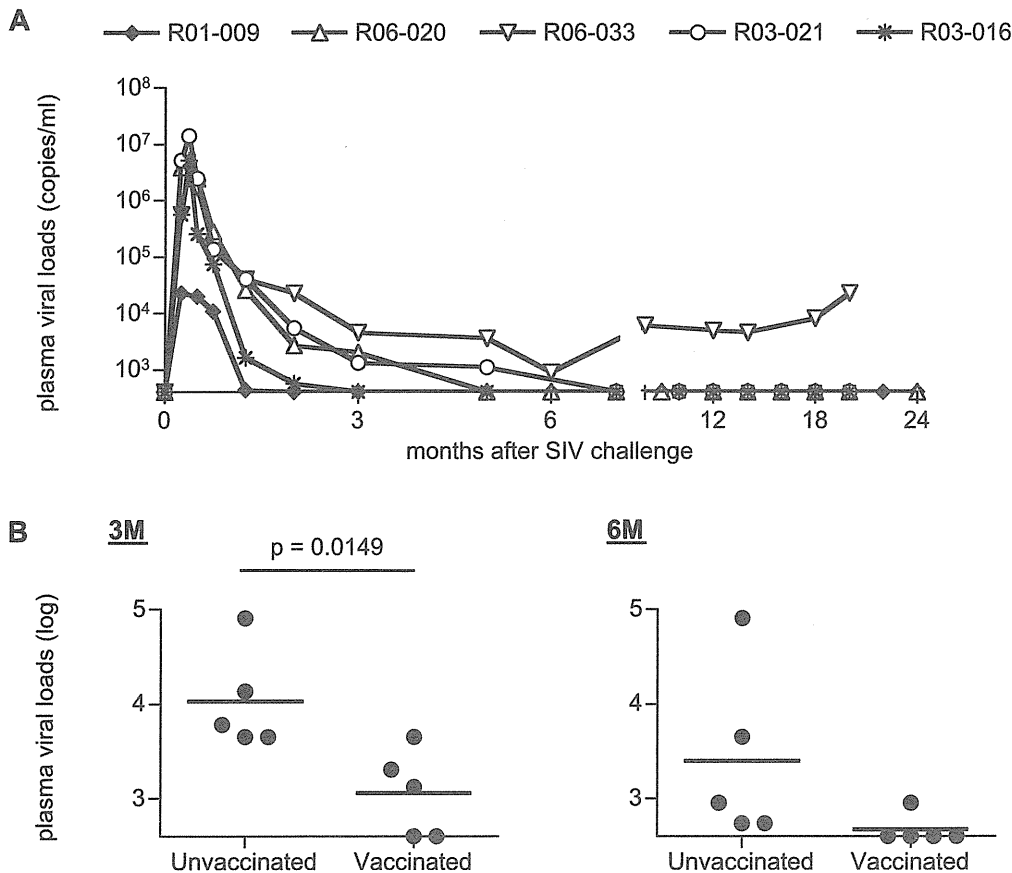 A
R01-009 R06-020 R06-033 R03-021 R03-016
plasma viral loads (copies/ml)
10⁸
10⁷
10⁶
10⁵
10⁴
10³
0 3 6 12 18 24
months after SIV challenge
B
3M
p = 0.0149
plasma viral loads (log)
5
4
3
Unvaccinated Vaccinated
6M
5
4
3
Unvaccinated Vaccinated